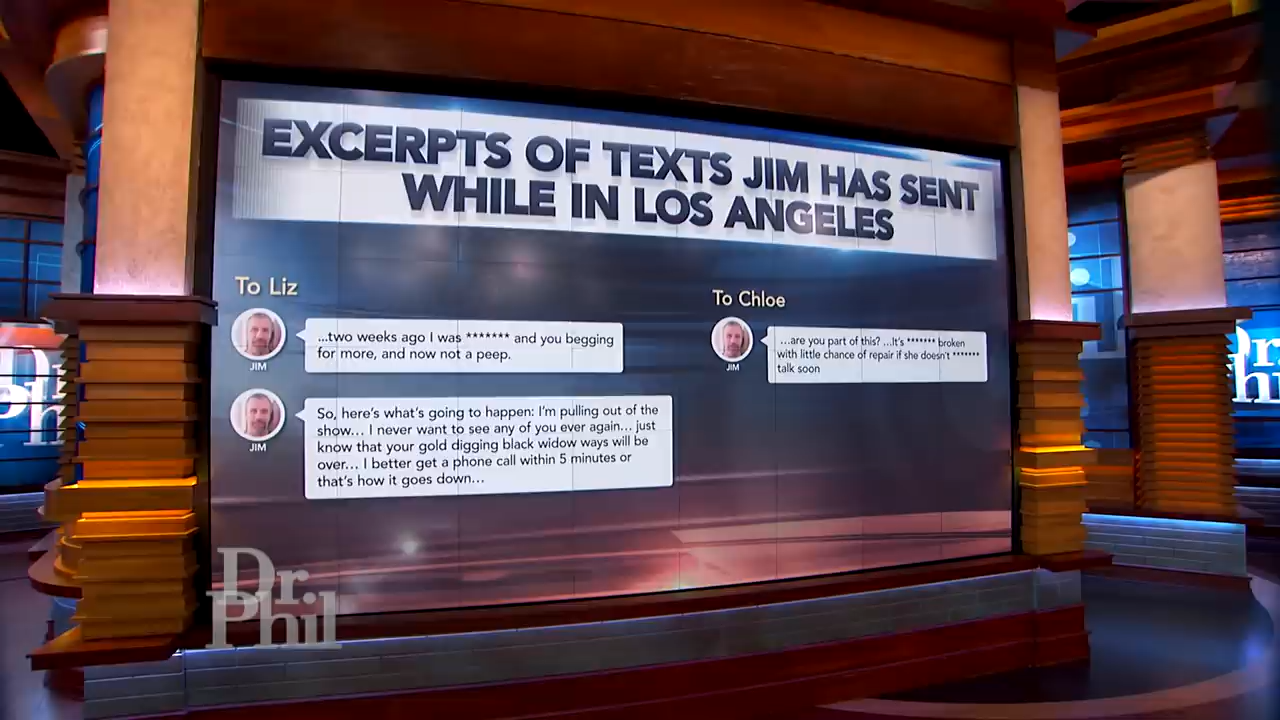 EXCERPTS OF TEXTS JIM HAS SENT
WHILE IN LOS ANGELES
To Liz
JIM
...two weeks ago I was ******* and you begging
for more, and now not a peep.
JIM
So, here's what's going to happen: I'm pulling out of the
show... I never want to see any of you ever again... just
know that your gold digging black widow ways will be
over... I better get a phone call within 5 minutes or
that's how it goes down...
To Chloe
JIM
...are you part of this? ...It's ******* broken
with little chance of repair if she doesn't *******
talk soon
Dr.
Phil